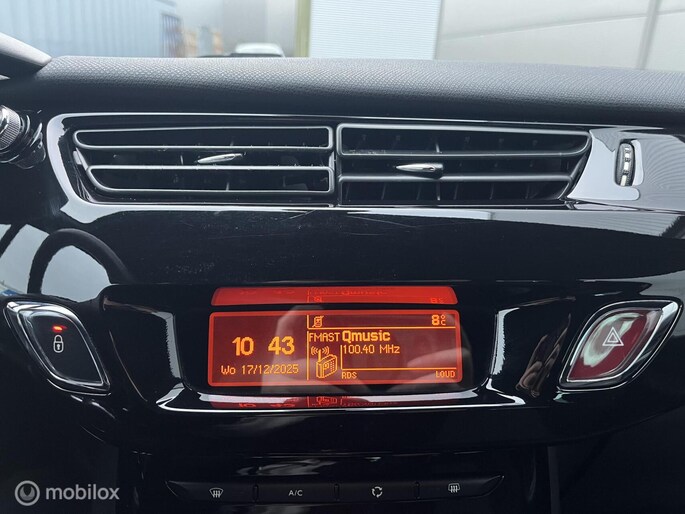 8°C
10 43
FMAST Qmusic
100.40 MHz
Wo 17/12/2025
RDS LOUD
A/C
mobilox